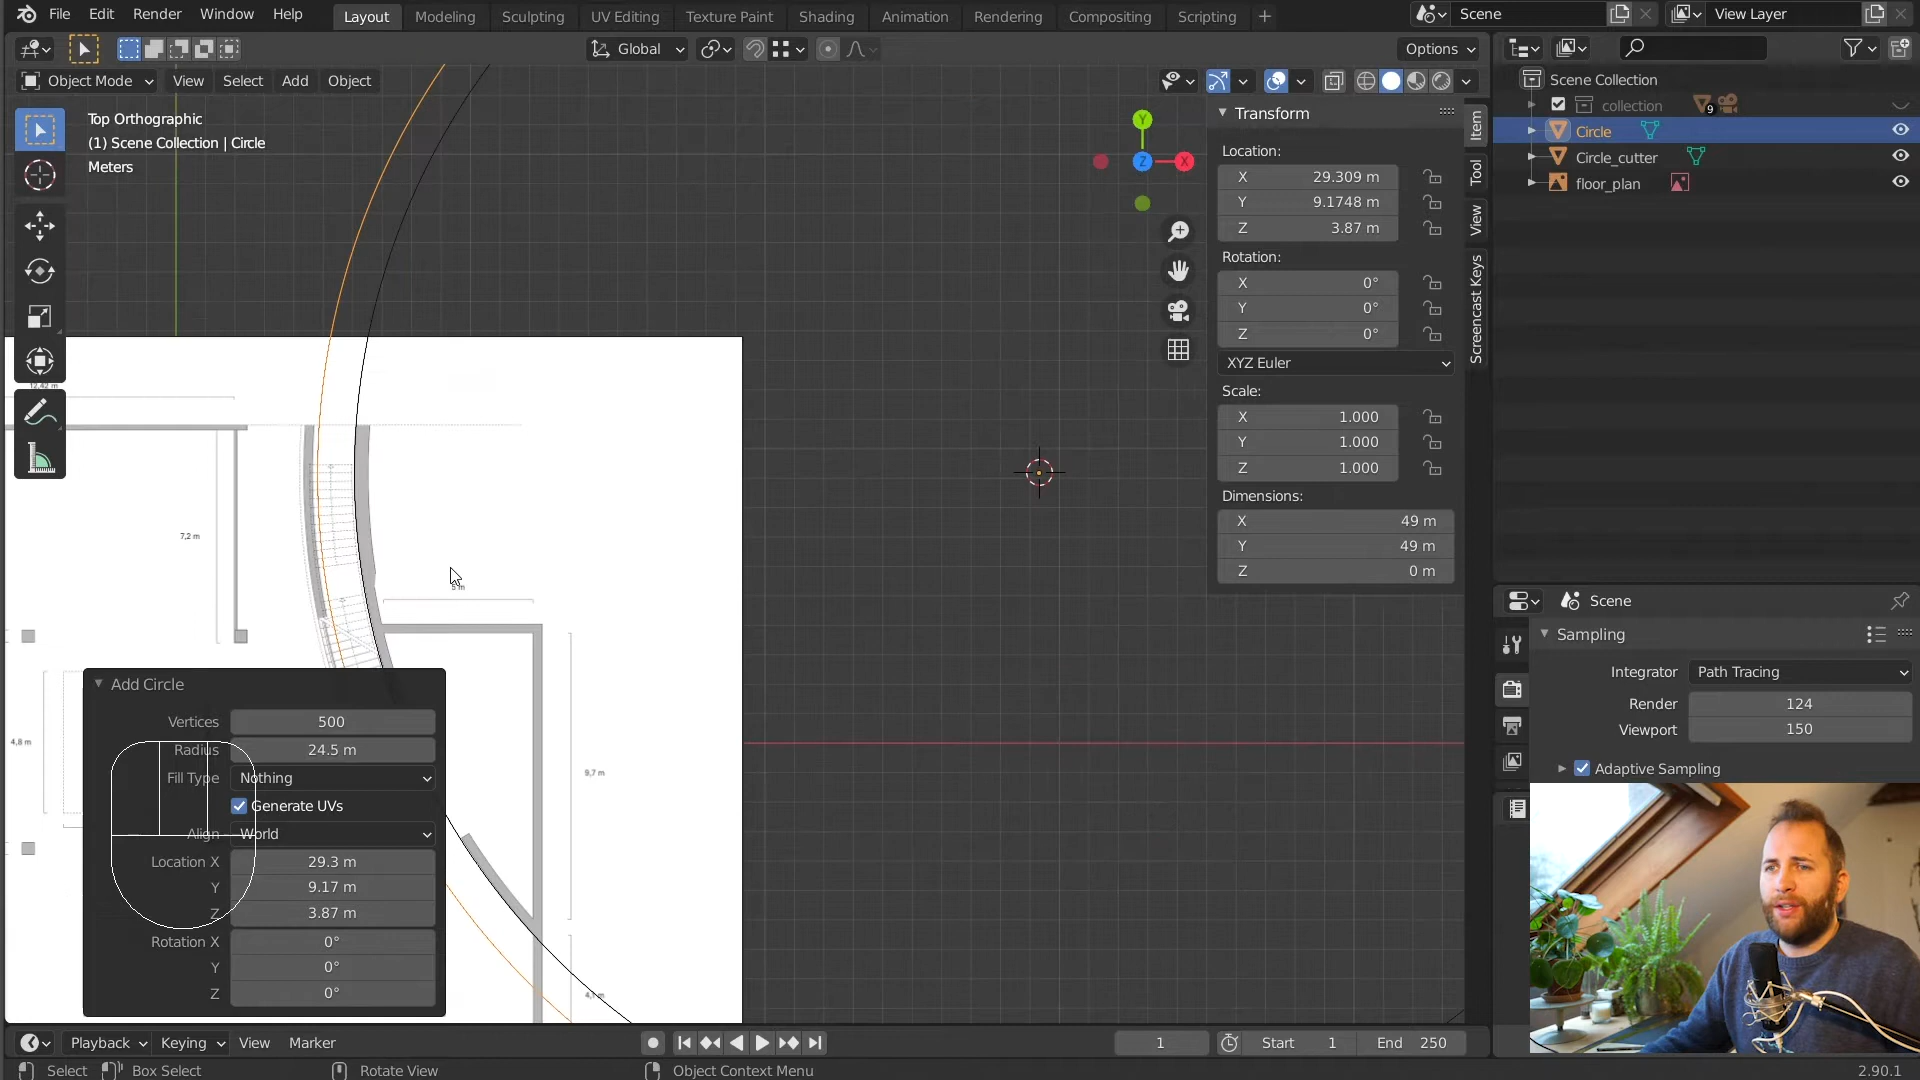 File Edit Render Window Help
Layout Modeling Sculpting UV Editing Texture Paint Shading Animation Rendering Compositing Scripting +
Scene
View Layer
Global
Options
Object Mode View Select Add Object
Top Orthographic
(1) Scene Collection | Circle
Meters
Y
Z
X
Transform
Location:
X 29.309 m
Y 9.1748 m
Z 3.87 m
Rotation:
X 0°
Y 0°
Z 0°
XYZ Euler
Scale:
X 1.000
Y 1.000
Z 1.000
Dimensions:
X 49 m
Y 49 m
Z 0 m
Item
Tool
View
Screencast Keys
Scene Collection
collection 9
Circle
Circle_cutter
floor_plan
Scene
Sampling
Integrator Path Tracing
Render 124
Viewport 150
Adaptive Sampling
12,42 m
7,2 m
4,8 m
9,7 m
Add Circle
Vertices 500
Radius 24.5 m
Fill Type Nothing
Generate UVs
Align World
Location X 29.3 m
Y 9.17 m
Z 3.87 m
Rotation X 0°
Y 0°
Z 0°
Playback Keying View Marker
1
Start 1
End 250
Select Box Select Rotate View Object Context Menu
2.90.1